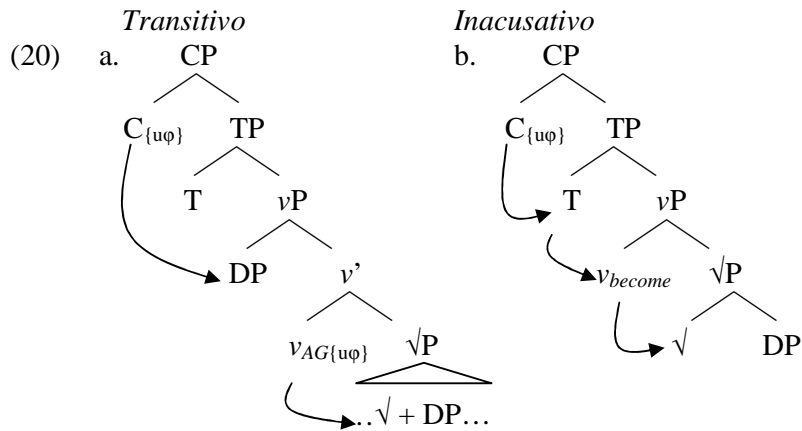 Transitivo Inacusativo
(20) a. CP b. CP
C{uφ} TP C{uφ} TP
T vP T vP
DP v’ vbecome √P
vAG{uφ} √P √ DP
…√ + DP…